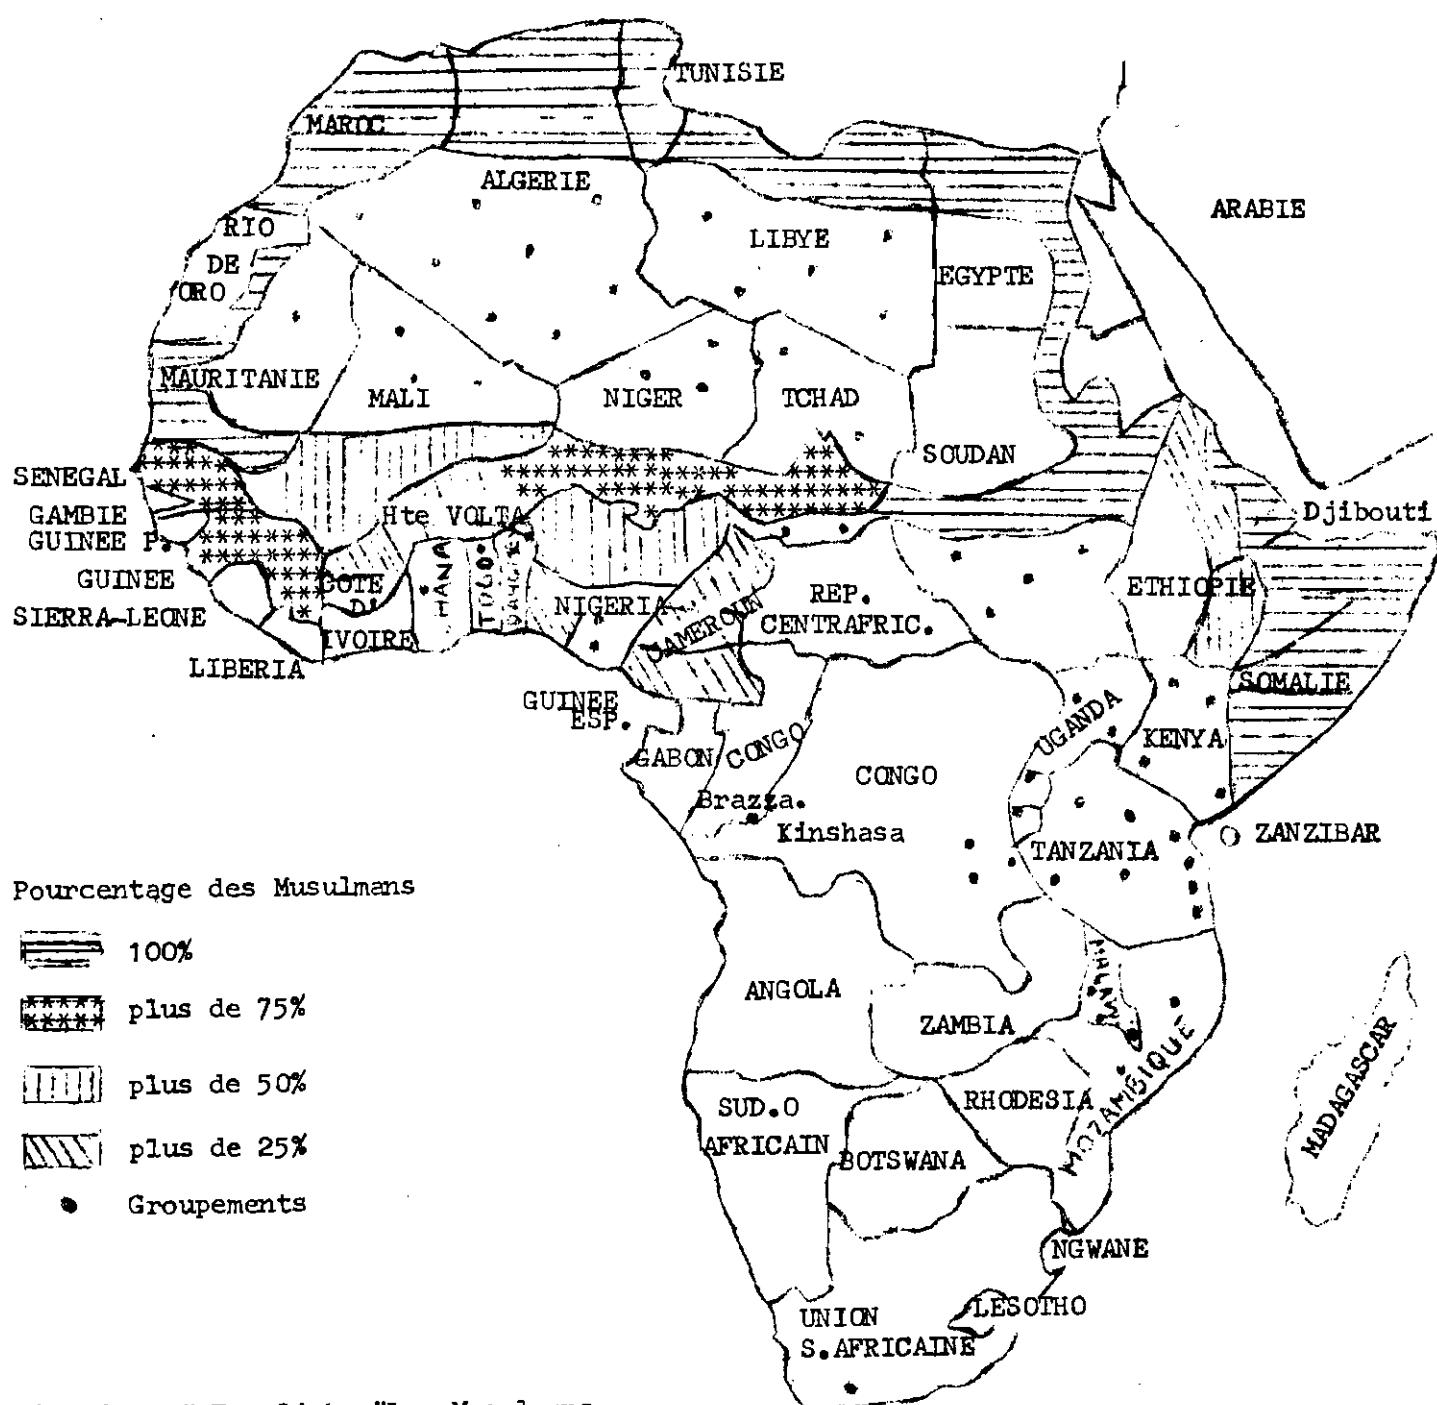 TUNISIE
MAROC
ALGERIE
ARABIE
RIO
DE
ORO
LIBYE
EGYPTE
MAURITANIE
MALI
NIGER
TCHAD
SOUDAN
SENEGAL
GAMBIE
GUINEE P.
GUINEE
SIERRA-LEONE
LIBERIA
Hte VOLTA
COTE
D'
IVOIRE
GHANA
TOGO
NIGERIA
CAMEROUN
REP.
CENTRAFRIC.
Djibouti
ETHIOPIE
SOMALIE
GUINEE
ESP.
GABON
CONGO
Brazza.
CONGO
Kinshasa
UGANDA
KENYA
TANZANIA
ZANZIBAR
Pourcentage des Musulmans
100%
plus de 75%
plus de 50%
plus de 25%
Groupements
ANGOLA
ZAMBIA
MALAWI
MOZAMBIQUE
MADAGASCAR
SUD.O
AFRICAIN
RHODESIA
BOTSWANA
NGWANE
LESOTHO
UNION
S.AFRICAINE